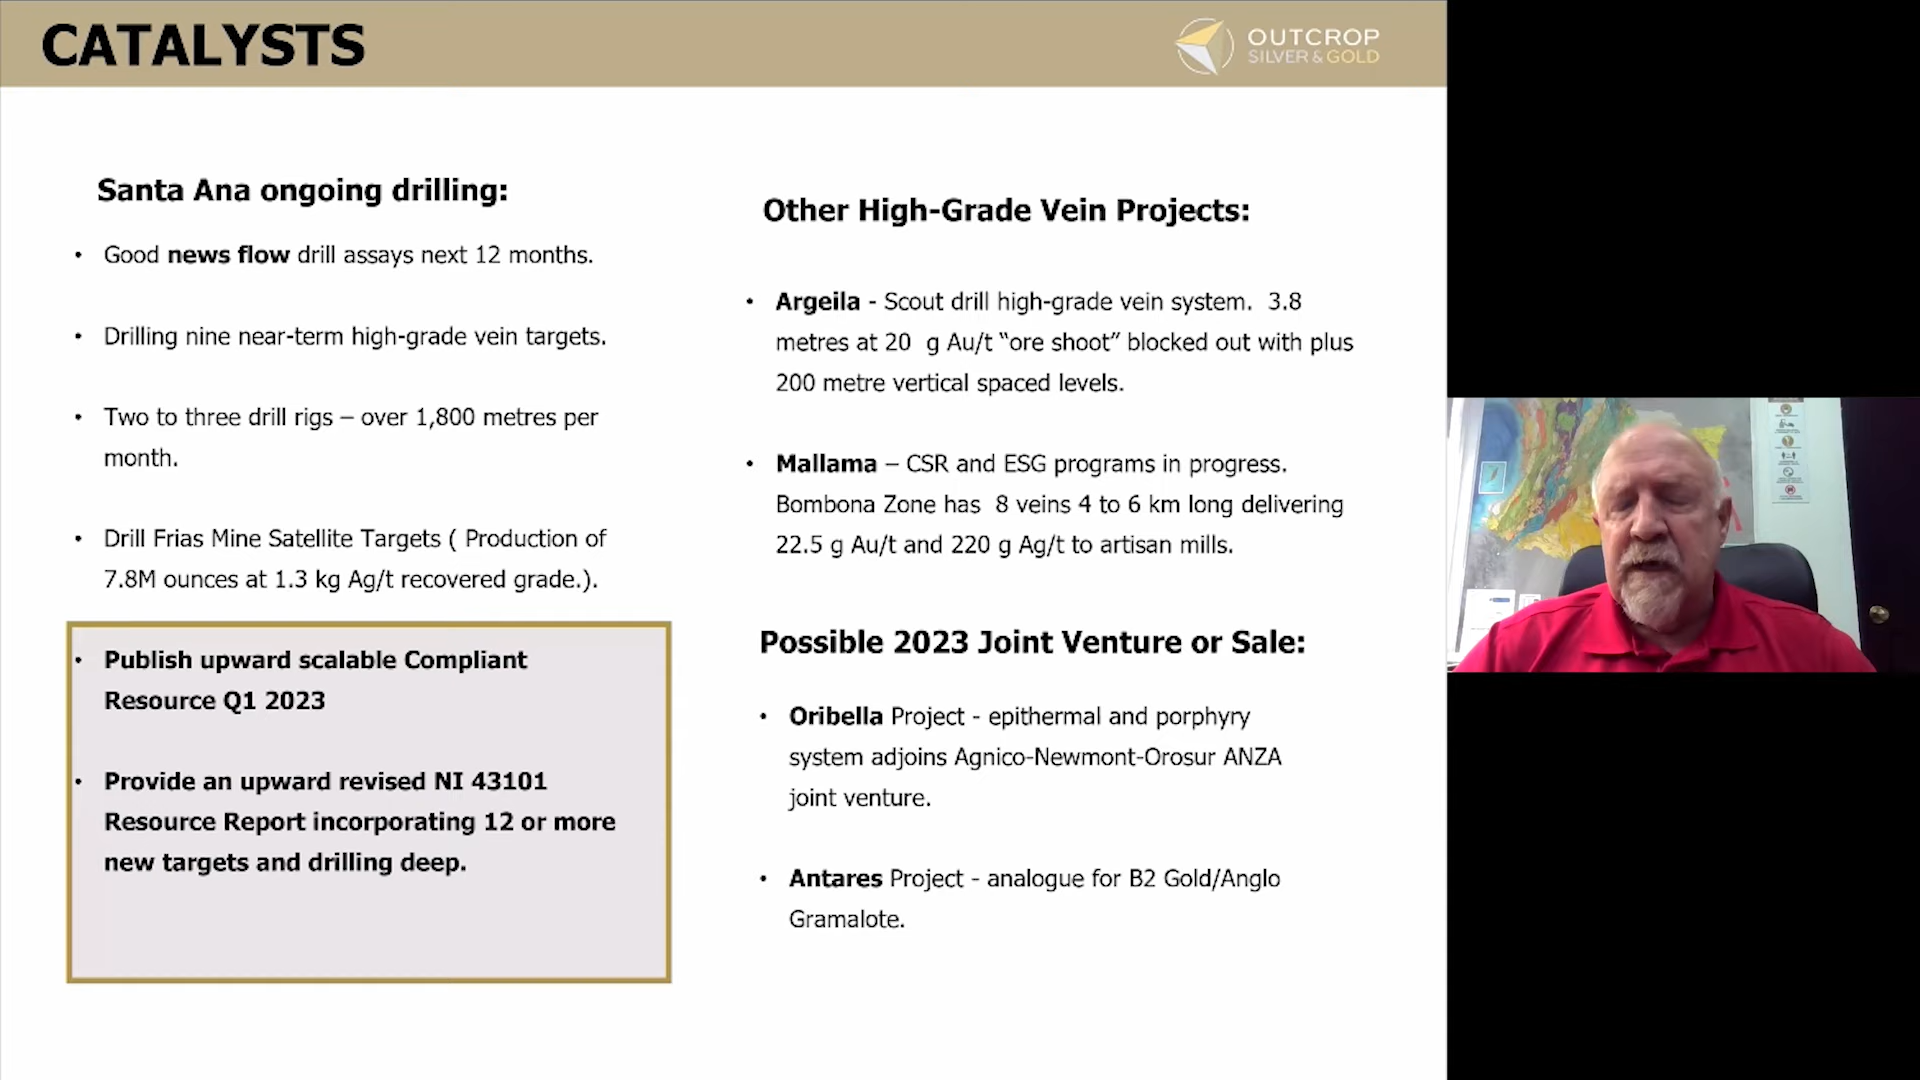 CATALYSTS
OUTCROP
SILVER & GOLD
Santa Ana ongoing drilling:
• Good news flow drill assays next 12 months.
• Drilling nine near-term high-grade vein targets.
• Two to three drill rigs – over 1,800 metres per
month.
• Drill Frias Mine Satellite Targets ( Production of
7.8M ounces at 1.3 kg Ag/t recovered grade.).
• Publish upward scalable Compliant
Resource Q1 2023
• Provide an upward revised NI 43101
Resource Report incorporating 12 or more
new targets and drilling deep.
Other High-Grade Vein Projects:
• Argeila - Scout drill high-grade vein system. 3.8
metres at 20 g Au/t “ore shoot” blocked out with plus
200 metre vertical spaced levels.
• Mallama – CSR and ESG programs in progress.
Bombona Zone has 8 veins 4 to 6 km long delivering
22.5 g Au/t and 220 g Ag/t to artisan mills.
Possible 2023 Joint Venture or Sale:
• Oribella Project - epithermal and porphyry
system adjoins Agnico-Newmont-Orosur ANZA
joint venture.
• Antares Project - analogue for B2 Gold/Anglo
Gramalote.